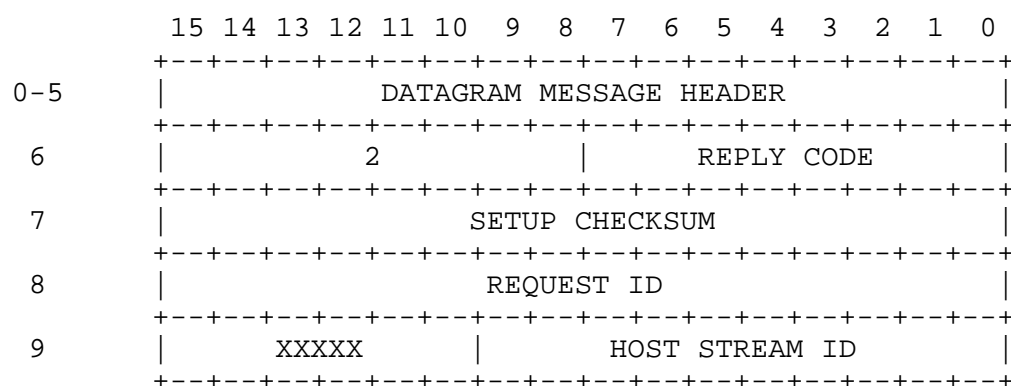 15 14 13 12 11 10 9 8 7 6 5 4 3 2 1 0
+--+--+--+--+--+--+--+--+--+--+--+--+--+--+--+--+
0-5 | DATAGRAM MESSAGE HEADER |
+--+--+--+--+--+--+--+--+--+--+--+--+--+--+--+--+
6 | 2 | REPLY CODE |
+--+--+--+--+--+--+--+--+--+--+--+--+--+--+--+--+
7 | SETUP CHECKSUM |
+--+--+--+--+--+--+--+--+--+--+--+--+--+--+--+--+
8 | REQUEST ID |
+--+--+--+--+--+--+--+--+--+--+--+--+--+--+--+--+
9 | XXXXX | HOST STREAM ID |
+--+--+--+--+--+--+--+--+--+--+--+--+--+--+--+--+